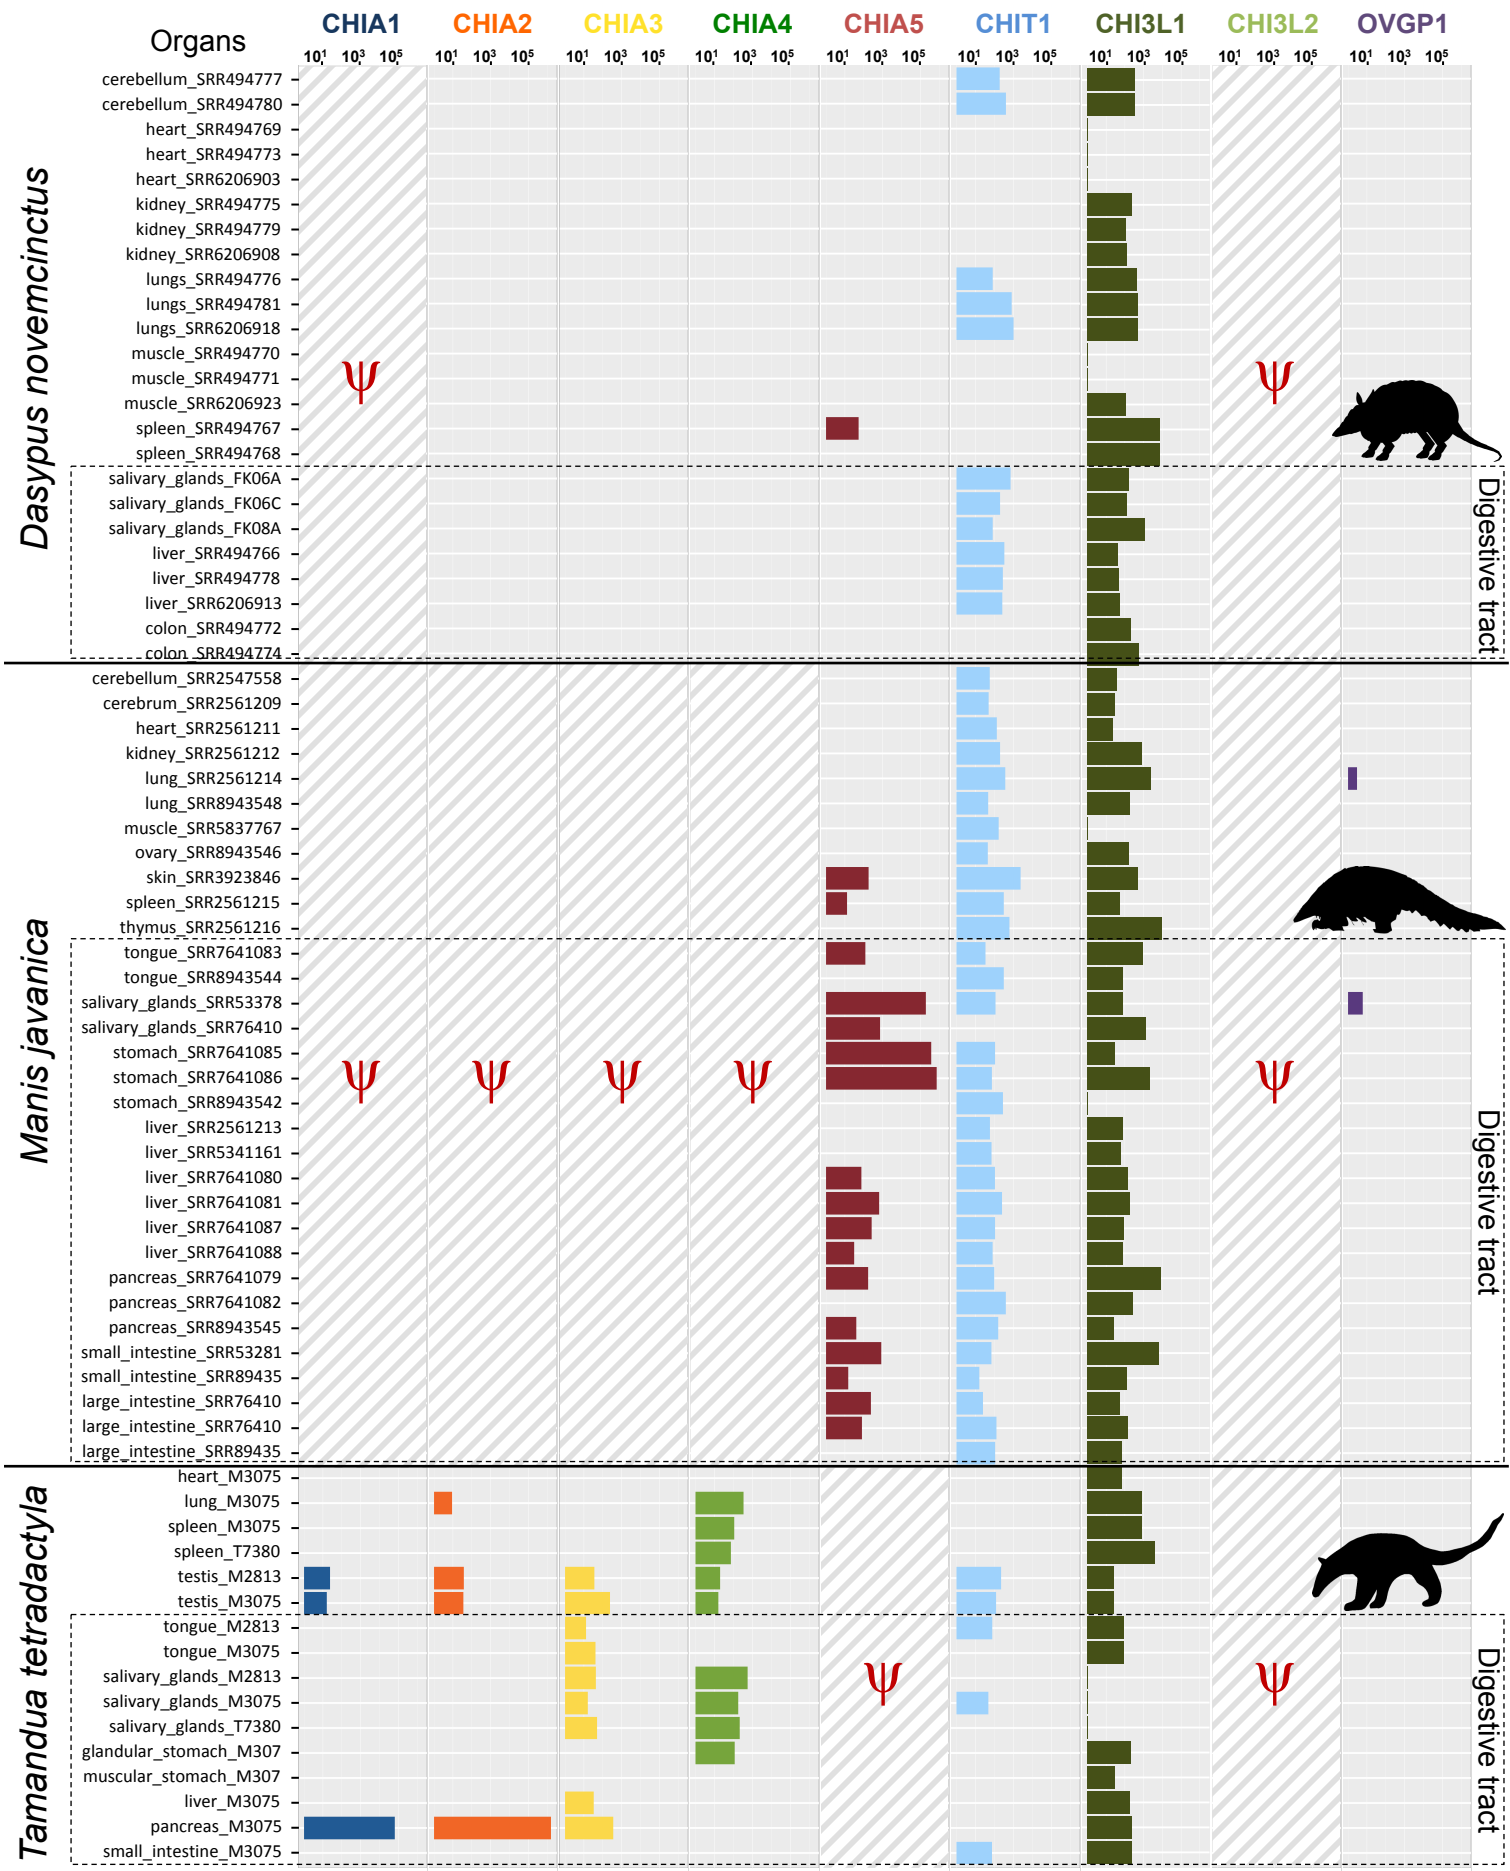 CHIA1 CHIA2 CHIA3 CHIA4 CHIA5 CHIT1 CHI3L1 CHI3L2 OVGP1
Organs
10¹ 10³ 10⁵ 10¹ 10³ 10⁵ 10¹ 10³ 10⁵ 10¹ 10³ 10⁵ 10¹ 10³ 10⁵ 10¹ 10³ 10⁵ 10¹ 10³ 10⁵ 10¹ 10³ 10⁵ 10¹ 10³ 10⁵
Dasypus novemcinctus
cerebellum_SRR494777
cerebellum_SRR494780
heart_SRR494769
heart_SRR494773
heart_SRR6206903
kidney_SRR494775
kidney_SRR494779
kidney_SRR6206908
lungs_SRR494776
lungs_SRR494781
lungs_SRR6206918
muscle_SRR494770
muscle_SRR494771
muscle_SRR6206923
spleen_SRR494767
spleen_SRR494768
salivary_glands_FK06A
salivary_glands_FK06C
salivary_glands_FK08A
liver_SRR494766
liver_SRR494778
liver_SRR6206913
colon_SRR494772
colon_SRR494774
Ψ Ψ
Digestive tract
Manis javanica
cerebellum_SRR2547558
cerebrum_SRR2561209
heart_SRR2561211
kidney_SRR2561212
lung_SRR2561214
lung_SRR8943548
muscle_SRR5837767
ovary_SRR8943546
skin_SRR3923846
spleen_SRR2561215
thymus_SRR2561216
tongue_SRR7641083
tongue_SRR8943544
salivary_glands_SRR53378
salivary_glands_SRR76410
stomach_SRR7641085
stomach_SRR7641086
stomach_SRR8943542
liver_SRR2561213
liver_SRR5341161
liver_SRR7641080
liver_SRR7641081
liver_SRR7641087
liver_SRR7641088
pancreas_SRR7641079
pancreas_SRR7641082
pancreas_SRR8943545
small_intestine_SRR53281
small_intestine_SRR89435
large_intestine_SRR76410
large_intestine_SRR76410
large_intestine_SRR89435
Ψ Ψ Ψ Ψ Ψ
Digestive tract
Tamandua tetradactyla
heart_M3075
lung_M3075
spleen_M3075
spleen_T7380
testis_M2813
testis_M3075
tongue_M2813
tongue_M3075
salivary_glands_M2813
salivary_glands_M3075
salivary_glands_T7380
glandular_stomach_M307
muscular_stomach_M307
liver_M3075
pancreas_M3075
small_intestine_M3075
Ψ Ψ
Digestive tract